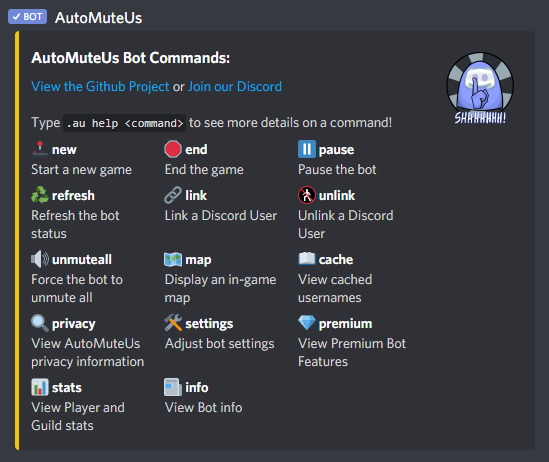 BOT AutoMuteUs
AutoMuteUs Bot Commands:
View the Github Project or Join our Discord
SHHHHHHH!
Type .au help <command> to see more details on a command!
new
Start a new game
end
End the game
pause
Pause the bot
refresh
Refresh the bot
status
link
Link a Discord User
unlink
Unlink a Discord
User
unmuteall
Force the bot to
unmute all
map
Display an in-game
map
cache
View cached
usernames
privacy
View AutoMuteUs
privacy information
settings
Adjust bot settings
premium
View Premium Bot
Features
stats
View Player and
Guild stats
info
View Bot info